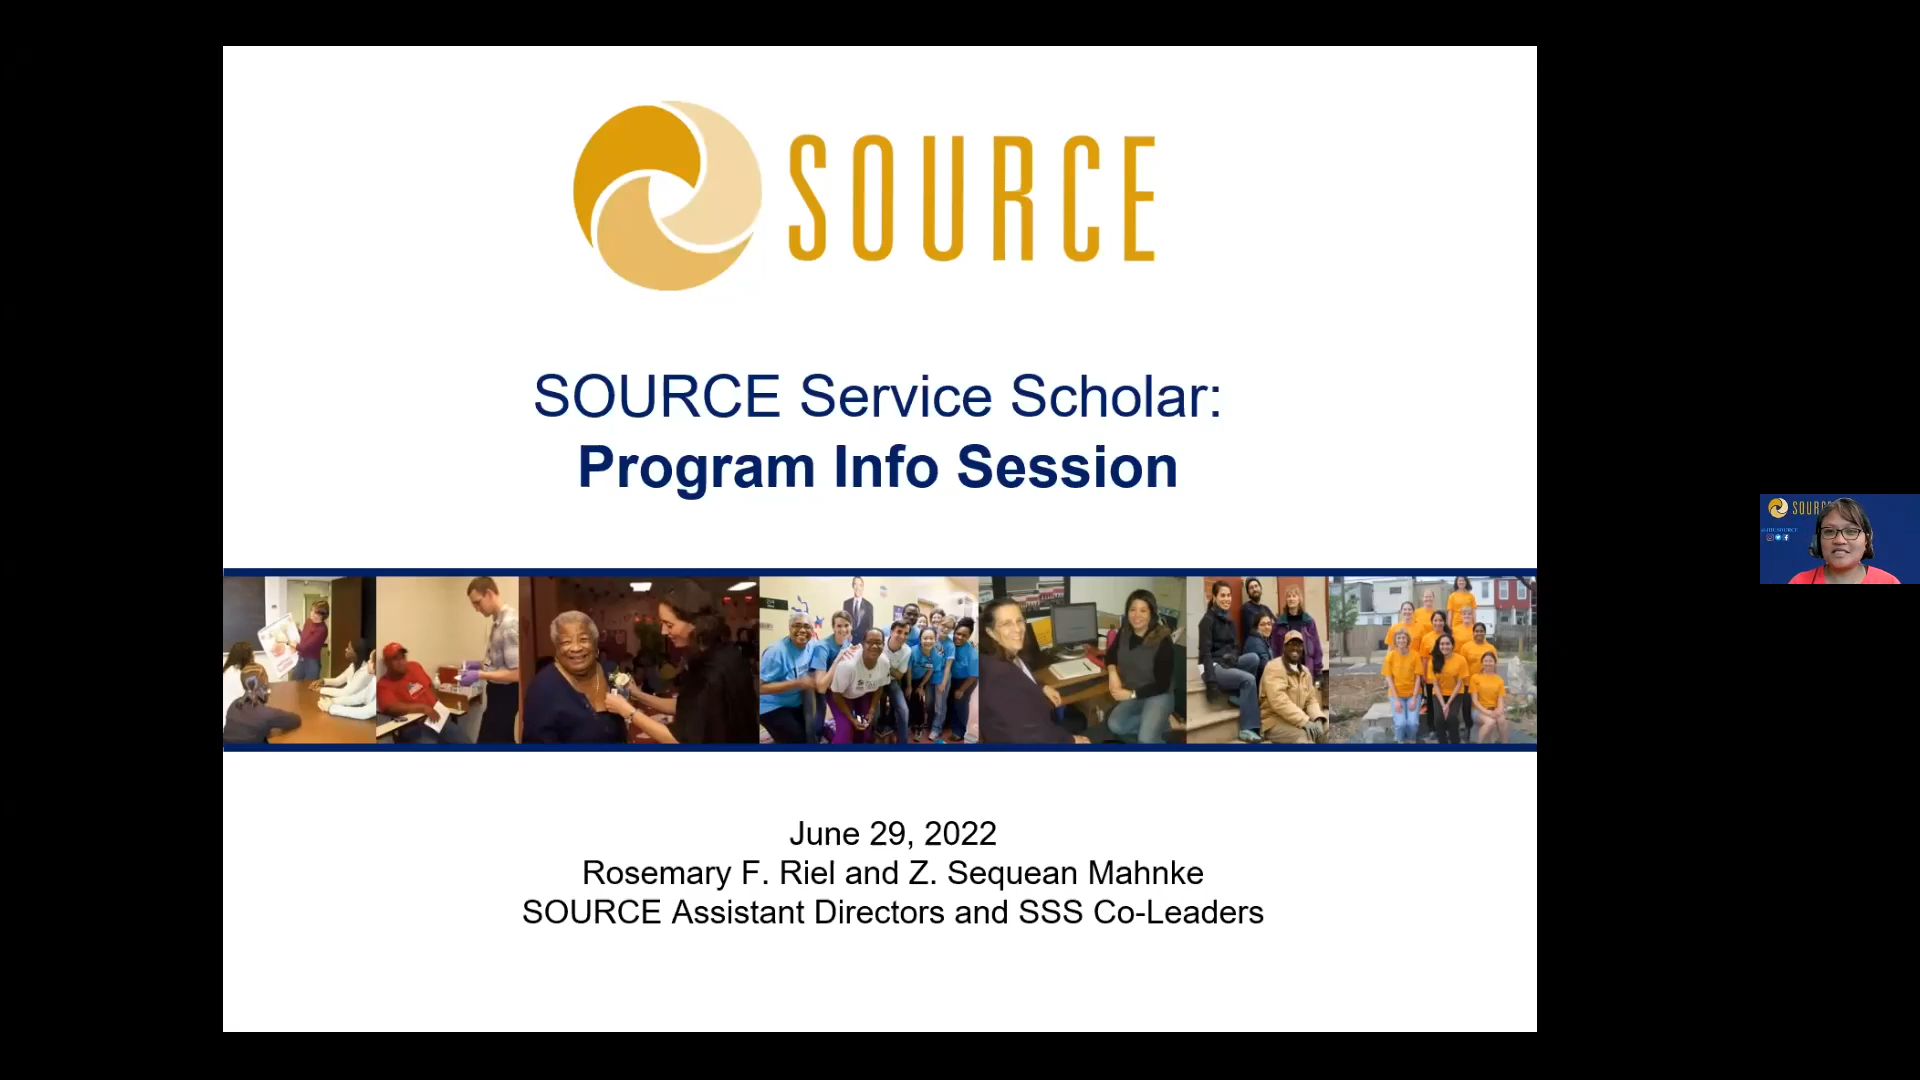 SOURCE
SOURCE Service Scholar:
Program Info Session
June 29, 2022
Rosemary F. Riel and Z. Sequean Mahnke
SOURCE Assistant Directors and SSS Co-Leaders